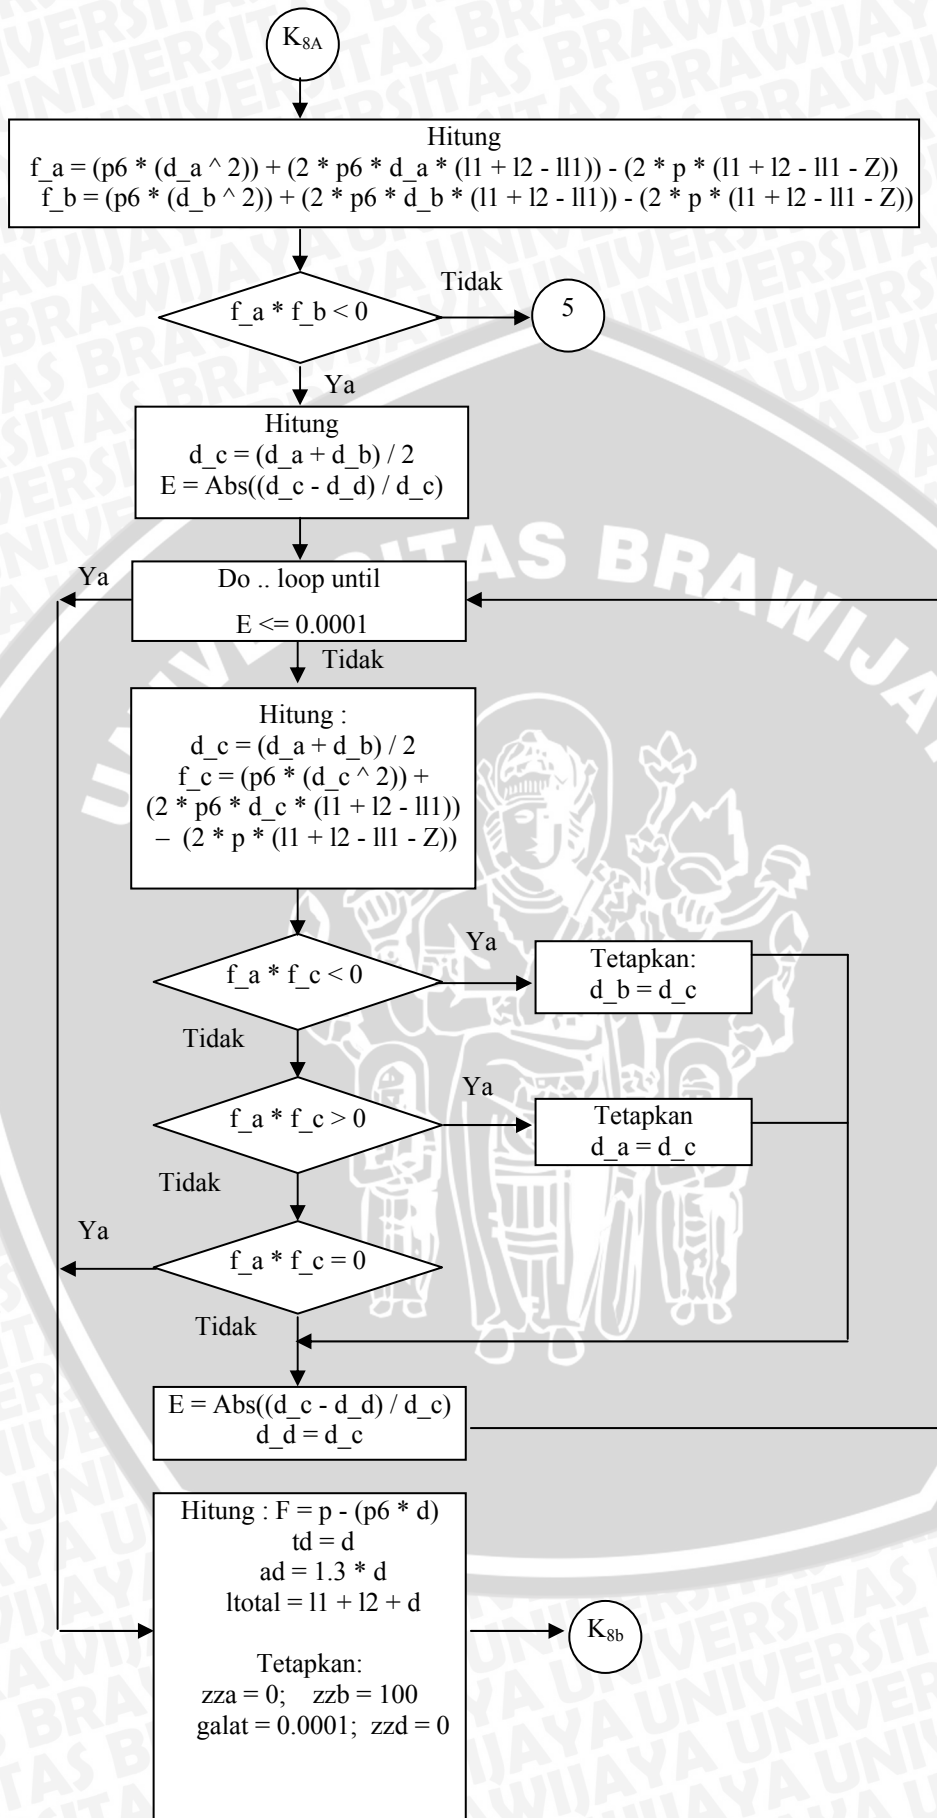 K8A
Hitung
f_a = (p6 * (d_a ^ 2)) + (2 * p6 * d_a * (l1 + l2 - ll1)) - (2 * p * (l1 + l2 - ll1 - Z))
f_b = (p6 * (d_b ^ 2)) + (2 * p6 * d_b * (l1 + l2 - ll1)) - (2 * p * (l1 + l2 - ll1 - Z))
f_a * f_b < 0
Tidak
5
Ya
Hitung
d_c = (d_a + d_b) / 2
E = Abs((d_c - d_d) / d_c)
Ya
Do .. loop until
E <= 0.0001
Tidak
Hitung :
d_c = (d_a + d_b) / 2
f_c = (p6 * (d_c ^ 2)) +
(2 * p6 * d_c * (l1 + l2 - ll1))
– (2 * p * (l1 + l2 - ll1 - Z))
f_a * f_c < 0
Ya
Tetapkan:
d_b = d_c
Tidak
f_a * f_c > 0
Ya
Tetapkan
d_a = d_c
Tidak
Ya
f_a * f_c = 0
Tidak
E = Abs((d_c - d_d) / d_c)
d_d = d_c
Hitung : F = p - (p6 * d)
td = d
ad = 1.3 * d
ltotal = l1 + l2 + d
K8b
Tetapkan:
zza = 0; zzb = 100
galat = 0.0001; zzd = 0
UNIVERSITAS BRAWIJAYA